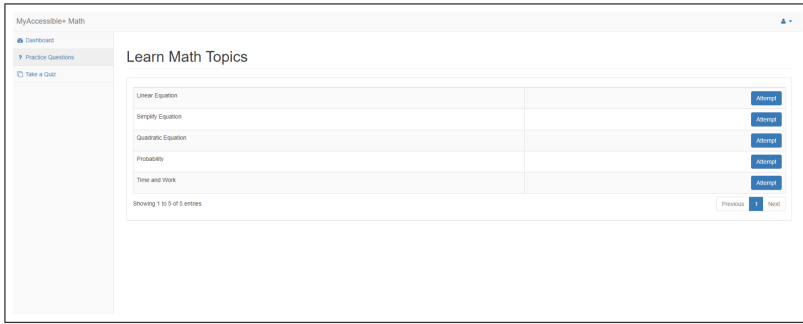 MyAccessible+ Math
Dashboard
Practice Questions
Take a Quiz
Learn Math Topics
Linear Equation Attempt
Simplify Equation Attempt
Quadratic Equation Attempt
Probability Attempt
Time and Work Attempt
Showing 1 to 5 of 5 entries
Previous 1 Next